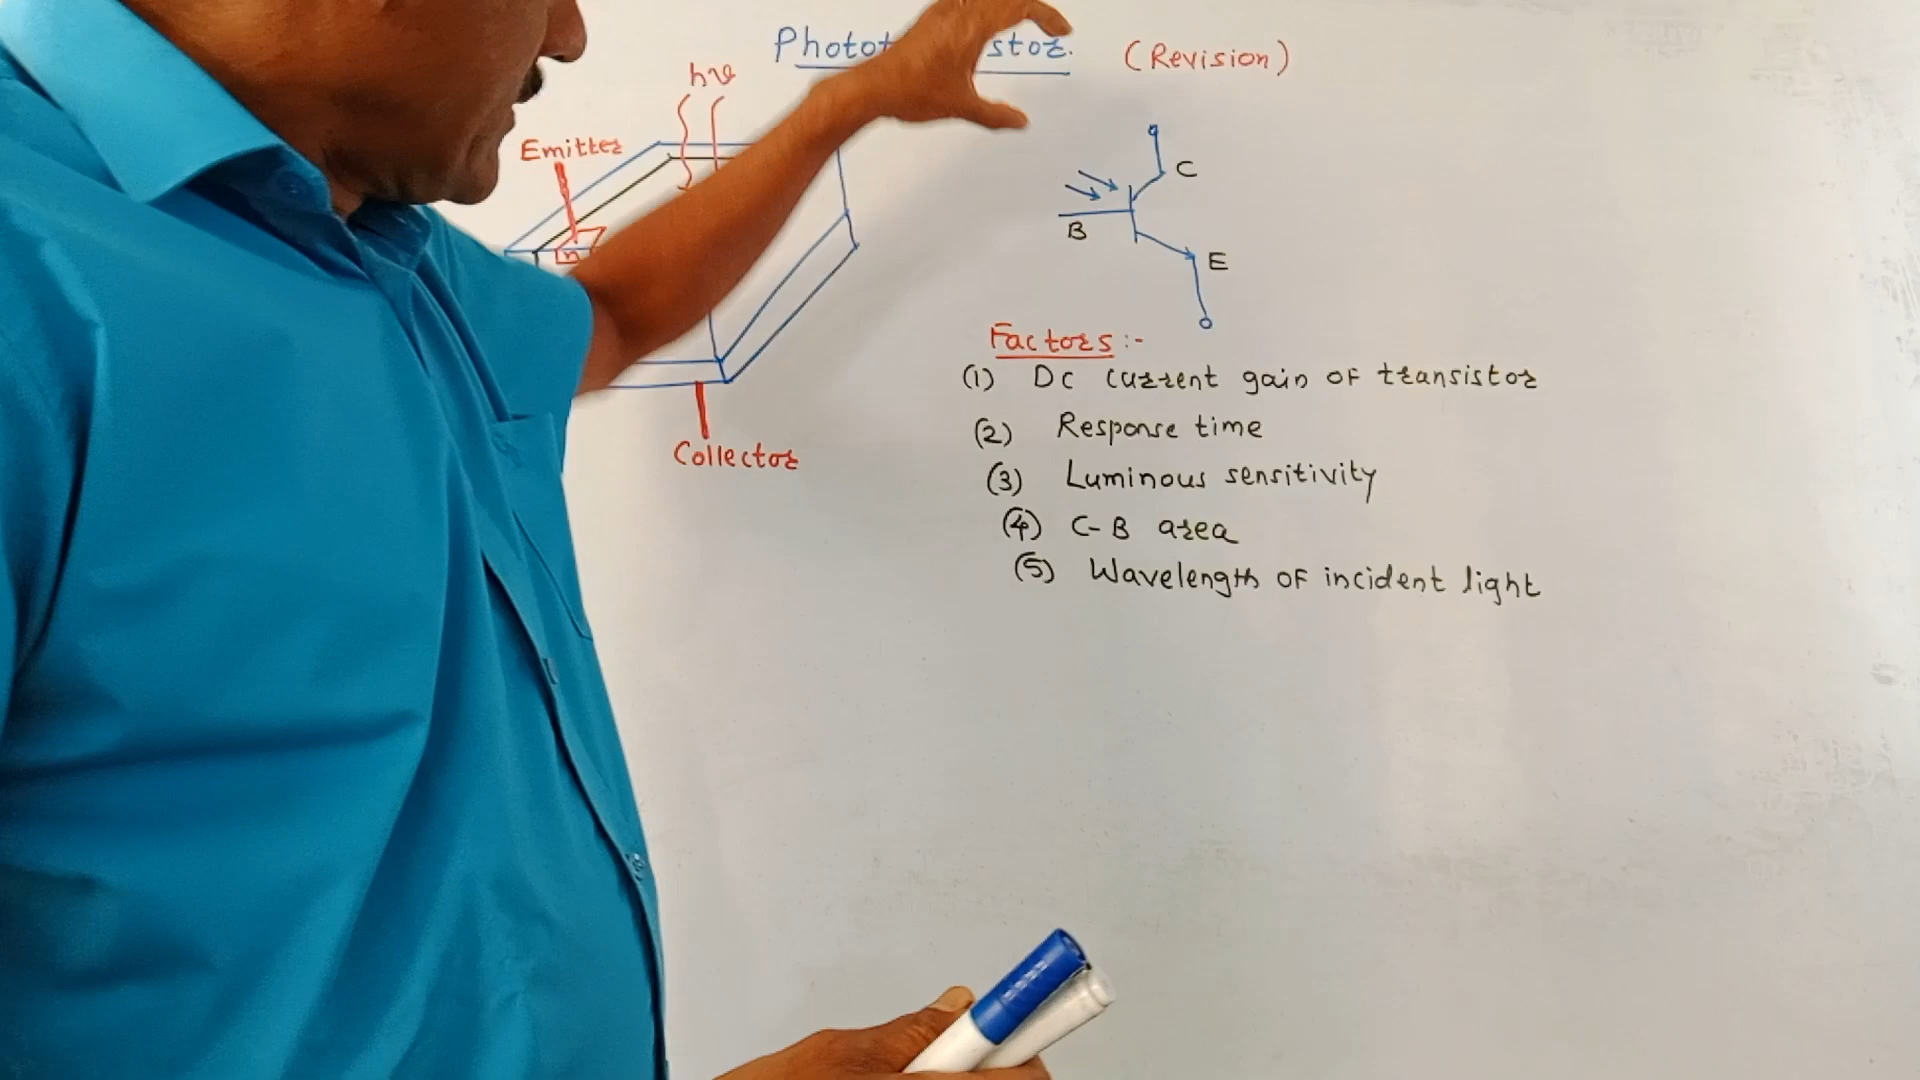 (Revision)
hν
Emitter
n
Collector
C
B
E
Factors :-
(1) DC current gain of transistor
(2) Response time
(3) Luminous sensitivity
(4) C-B area
(5) Wavelength of incident light